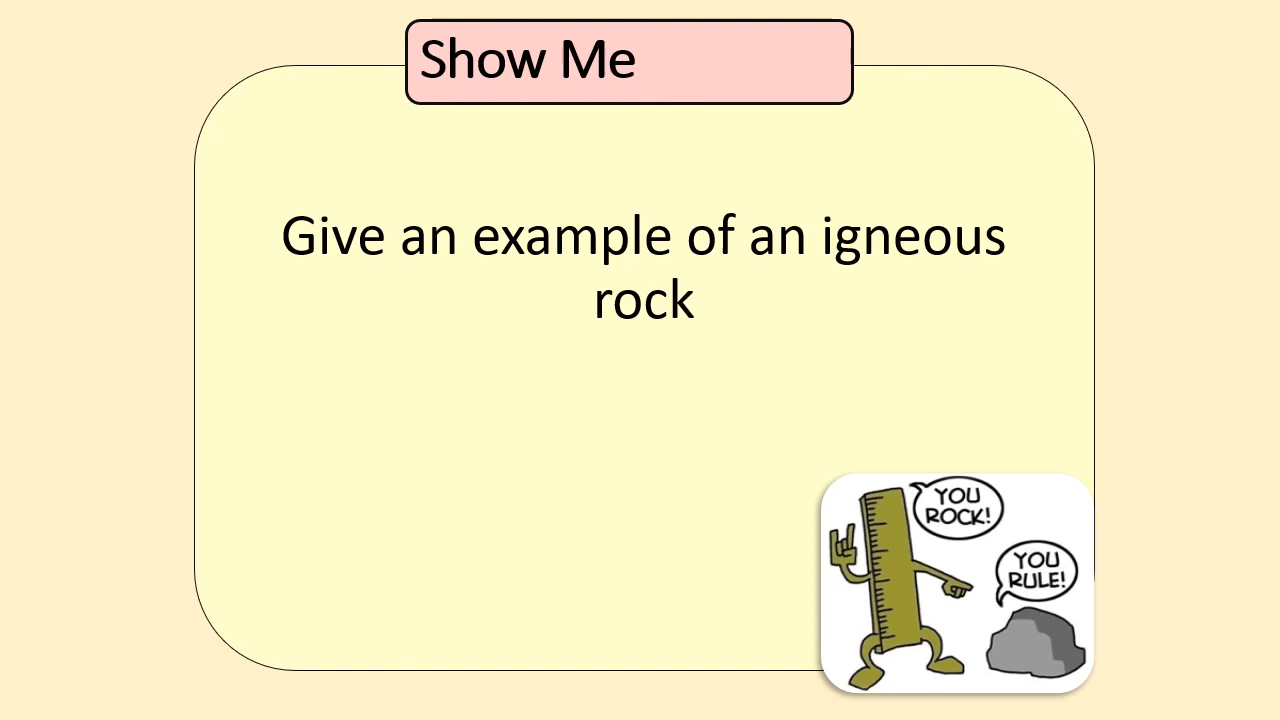 Show Me
Give an example of an igneous
rock
YOU
ROCK!
YOU
RULE!